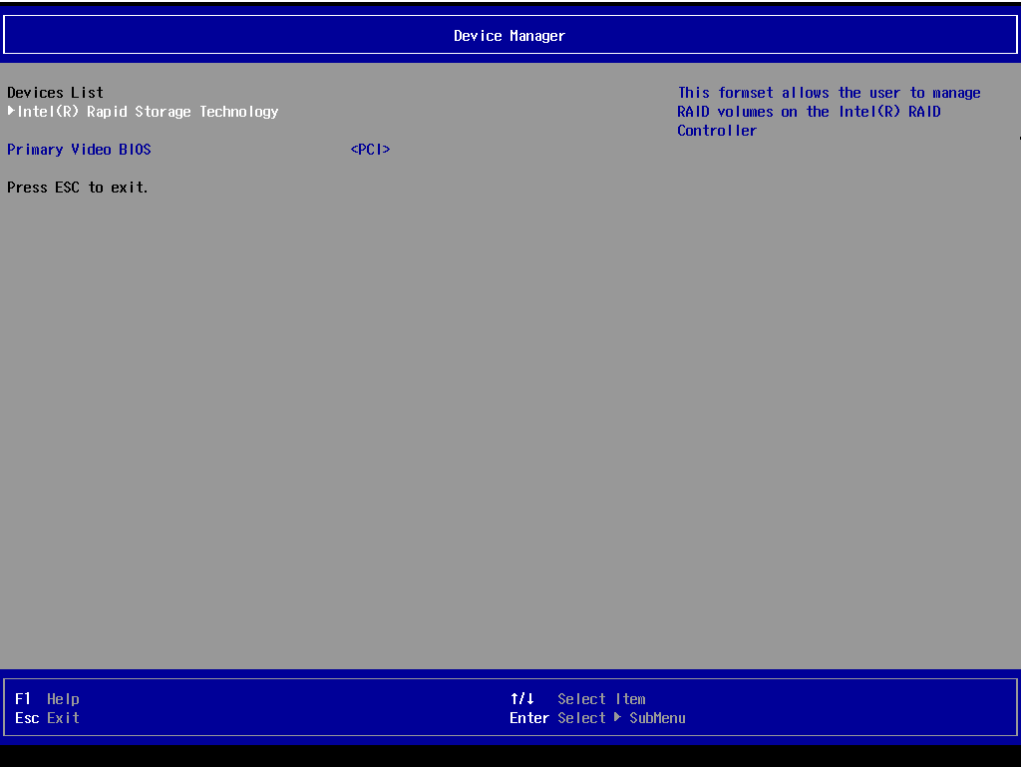 Device Manager
Devices List
▶Intel(R) Rapid Storage Technology
Primary Video BIOS <PCI>
Press ESC to exit.
This formset allows the user to manage
RAID volumes on the Intel(R) RAID
Controller
F1 Help
Esc Exit
↑/↓ Select Item
Enter Select ▶ SubMenu